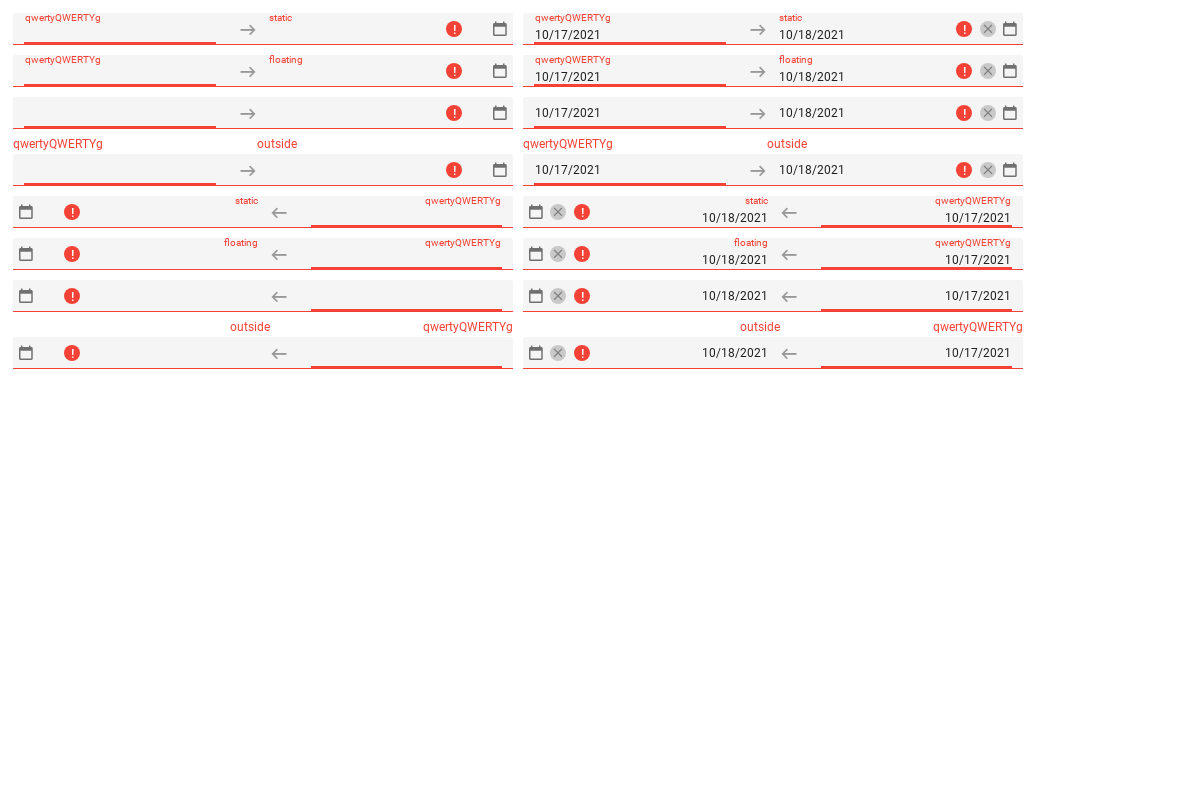 qwertyQWERTYg static qwertyQWERTYg static
10/17/2021 10/18/2021
qwertyQWERTYg floating qwertyQWERTYg floating
10/17/2021 10/18/2021
10/17/2021 10/18/2021
qwertyQWERTYg outside qwertyQWERTYg outside
10/17/2021 10/18/2021
static qwertyQWERTYg static qwertyQWERTYg
10/18/2021 10/17/2021
floating qwertyQWERTYg floating qwertyQWERTYg
10/18/2021 10/17/2021
10/18/2021 10/17/2021
outside qwertyQWERTYg outside qwertyQWERTYg
10/18/2021 10/17/2021